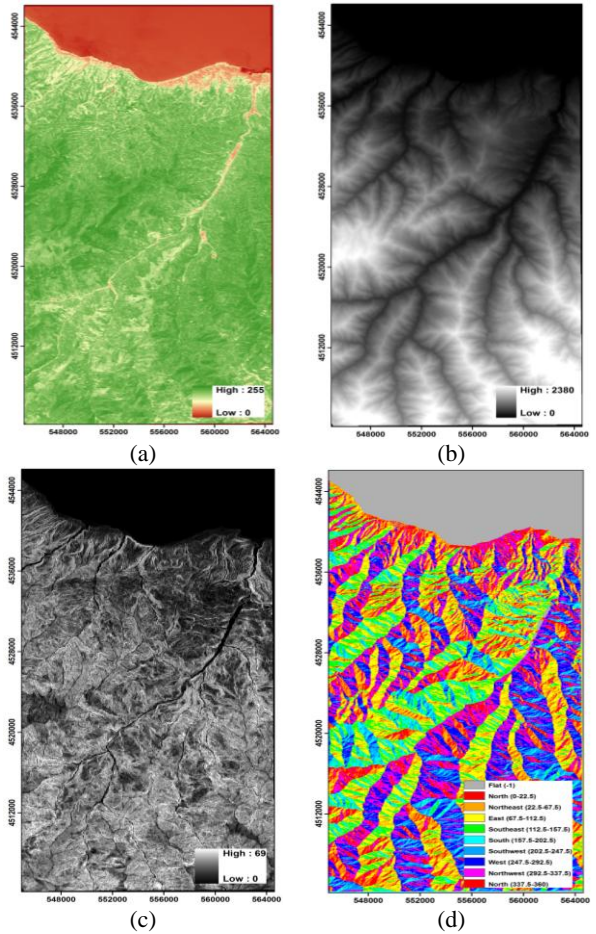 4544000
4536000
4528000
4520000
4512000
High : 255
Low : 0
548000 552000 556000 560000 564000
(a)
4544000
4536000
4528000
4520000
4512000
High : 2380
Low : 0
548000 552000 556000 560000 564000
(b)
4544000
4536000
4528000
4520000
4512000
High : 69
Low : 0
548000 552000 556000 560000 564000
(c)
4544000
4536000
4528000
4520000
4512000
Flat (-1)
North (0-22.5)
Northeast (22.5-67.5)
East (67.5-112.5)
Southeast (112.5-157.5)
South (157.5-202.5)
Southwest (202.5-247.5)
West (247.5-292.5)
Northwest (292.5-337.5)
North (337.5-360)
548000 552000 556000 560000 564000
(d)